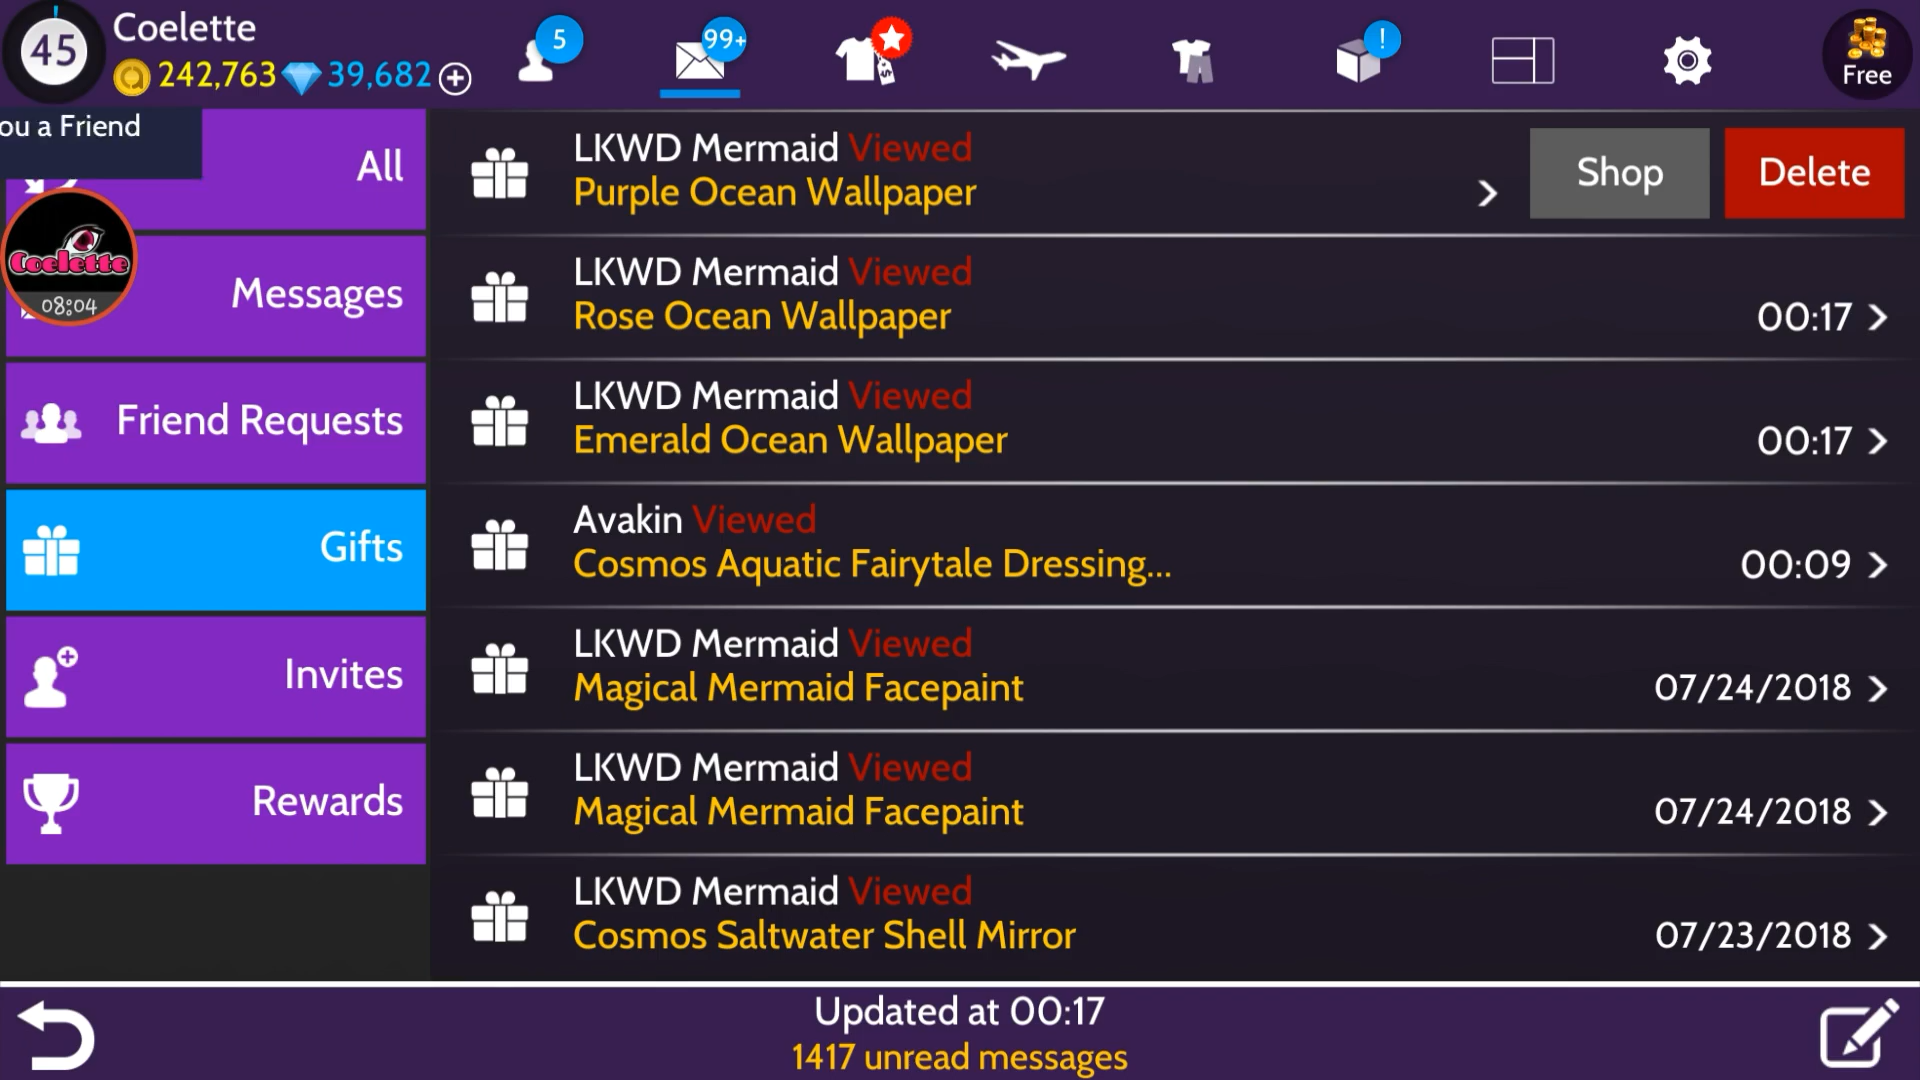 45
Coelette
242,763 39,682
5
99+
!
Free
ou a Friend
All
Coelette
08:04
Messages
Friend Requests
Gifts
Invites
Rewards
LKWD Mermaid Viewed
Purple Ocean Wallpaper
Shop
Delete
LKWD Mermaid Viewed
Rose Ocean Wallpaper
00:17
LKWD Mermaid Viewed
Emerald Ocean Wallpaper
00:17
Avakin Viewed
Cosmos Aquatic Fairytale Dressing...
00:09
LKWD Mermaid Viewed
Magical Mermaid Facepaint
07/24/2018
LKWD Mermaid Viewed
Magical Mermaid Facepaint
07/24/2018
LKWD Mermaid Viewed
Cosmos Saltwater Shell Mirror
07/23/2018
Updated at 00:17
1417 unread messages